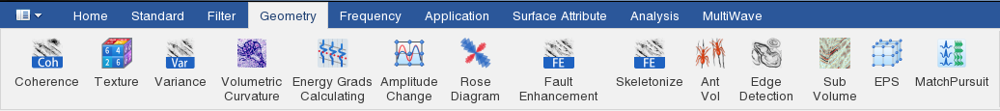 Home Standard Filter Geometry Frequency Application Surface Attribute Analysis MultiWave
Coh 6 4 2 6 Var FE FE
Coherence Texture Variance Volumetric Energy Grads Amplitude Rose Fault Skeletonize Ant Edge Sub EPS MatchPursuit
Curvature Calculating Change Diagram Enhancement Vol Detection Volume